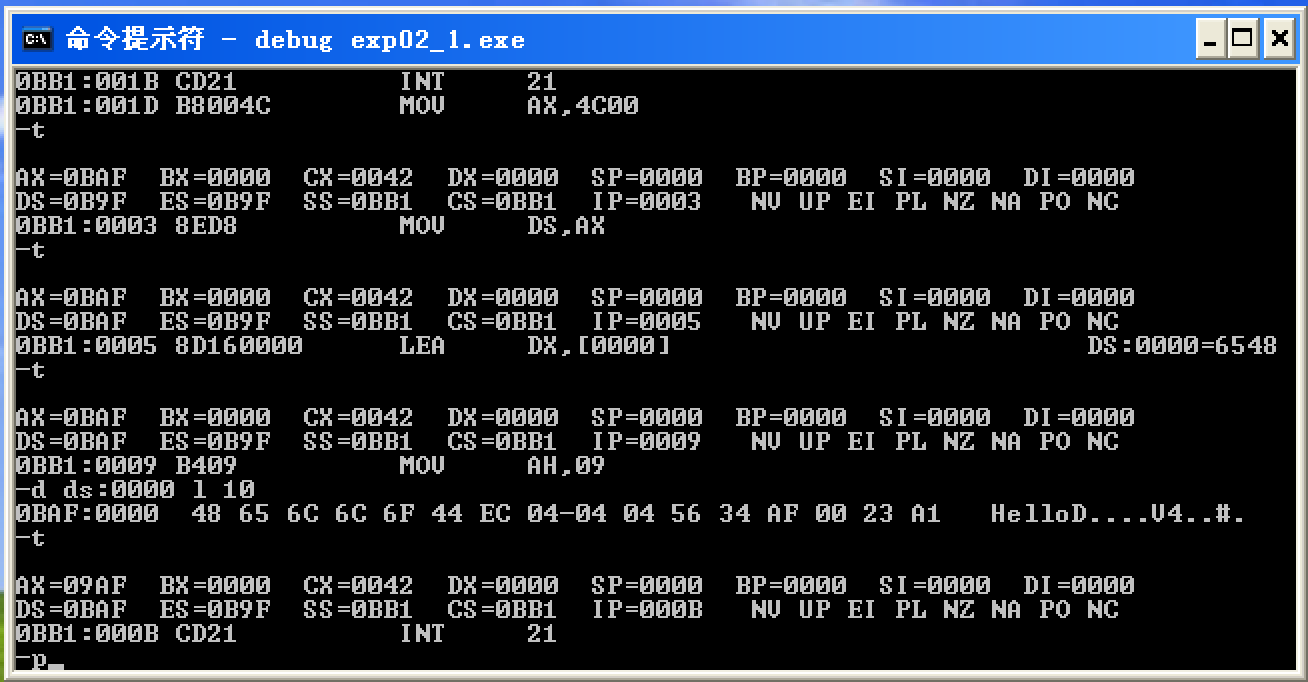 命令提示符 - debug exp02_1.exe
0BB1:001B CD21          INT     21
0BB1:001D B8004C        MOV     AX,4C00
-t
AX=0BAF  BX=0000  CX=0042  DX=0000  SP=0000  BP=0000  SI=0000  DI=0000
DS=0B9F  ES=0B9F  SS=0BB1  CS=0BB1  IP=0003   NV UP EI PL NZ NA PO NC
0BB1:0003 8ED8          MOV     DS,AX
-t
AX=0BAF  BX=0000  CX=0042  DX=0000  SP=0000  BP=0000  SI=0000  DI=0000
DS=0BAF  ES=0B9F  SS=0BB1  CS=0BB1  IP=0005   NV UP EI PL NZ NA PO NC
0BB1:0005 8D160000      LEA     DX,[0000]                          DS:0000=6548
-t
AX=0BAF  BX=0000  CX=0042  DX=0000  SP=0000  BP=0000  SI=0000  DI=0000
DS=0BAF  ES=0B9F  SS=0BB1  CS=0BB1  IP=0009   NV UP EI PL NZ NA PO NC
0BB1:0009 B409          MOV     AH,09
-d ds:0000 l 10
0BAF:0000  48 65 6C 6C 6F 44 EC 04-04 04 56 34 AF 00 23 A1   HelloD....V4..#.
-t
AX=09AF  BX=0000  CX=0042  DX=0000  SP=0000  BP=0000  SI=0000  DI=0000
DS=0BAF  ES=0B9F  SS=0BB1  CS=0BB1  IP=000B   NV UP EI PL NZ NA PO NC
0BB1:000B CD21          INT     21
-p_